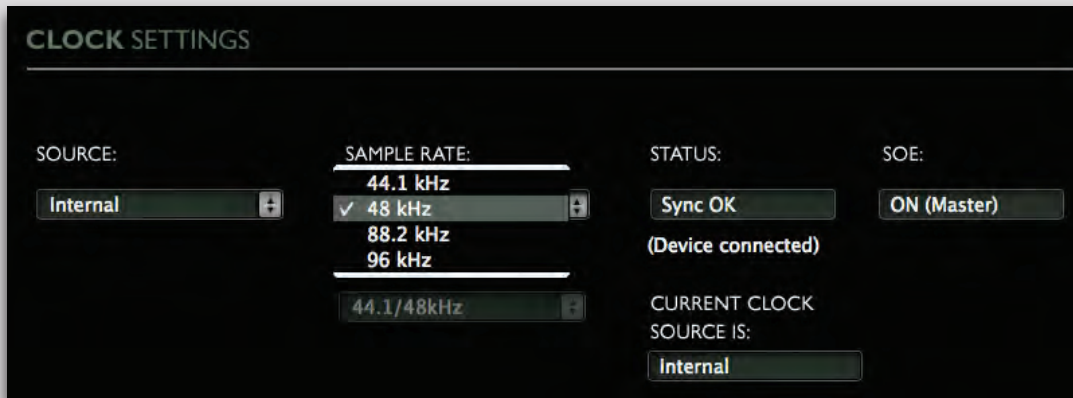 CLOCK SETTINGS
SOURCE:
Internal
SAMPLE RATE:
44.1 kHz
✓ 48 kHz
88.2 kHz
96 kHz
44.1/48kHz
STATUS:
Sync OK
(Device connected)
CURRENT CLOCK
SOURCE IS:
Internal
SOE:
ON (Master)